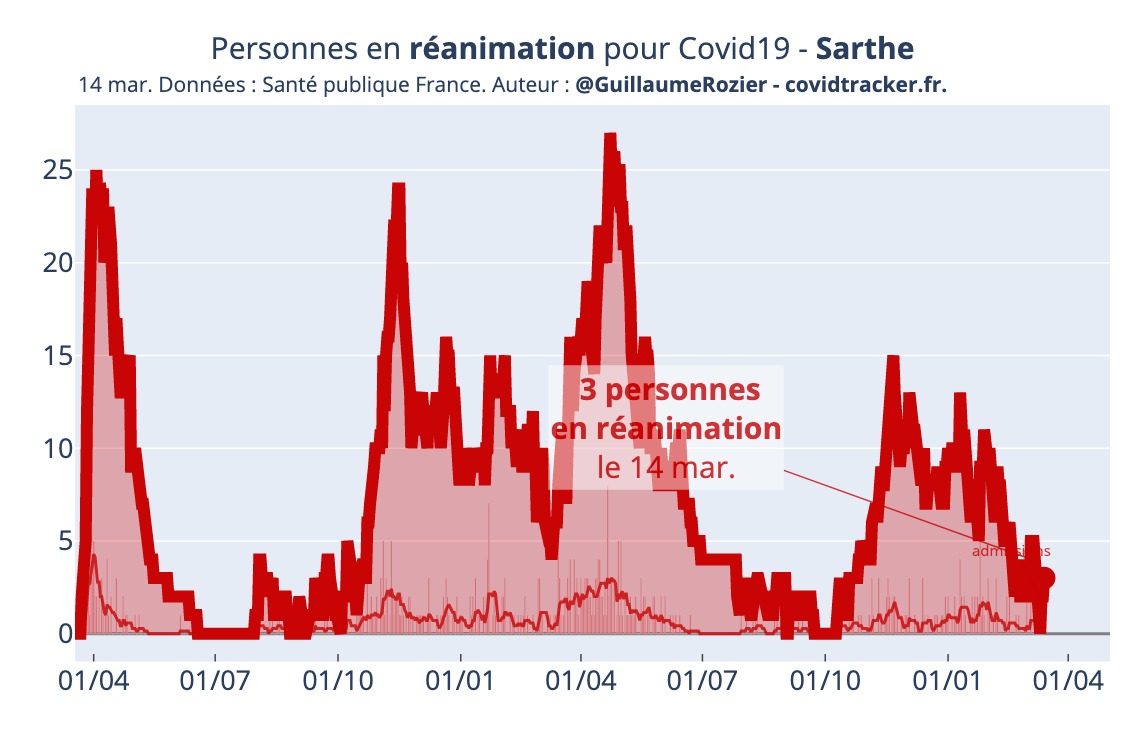 Personnes en réanimation pour Covid19 - Sarthe
14 mar. Données : Santé publique France. Auteur : @GuillaumeRozier - covidtracker.fr.
25
20
15
10
5
0
3 personnes
en réanimation
le 14 mar.
admissions
01/04 01/07 01/10 01/01 01/04 01/07 01/10 01/01 01/04